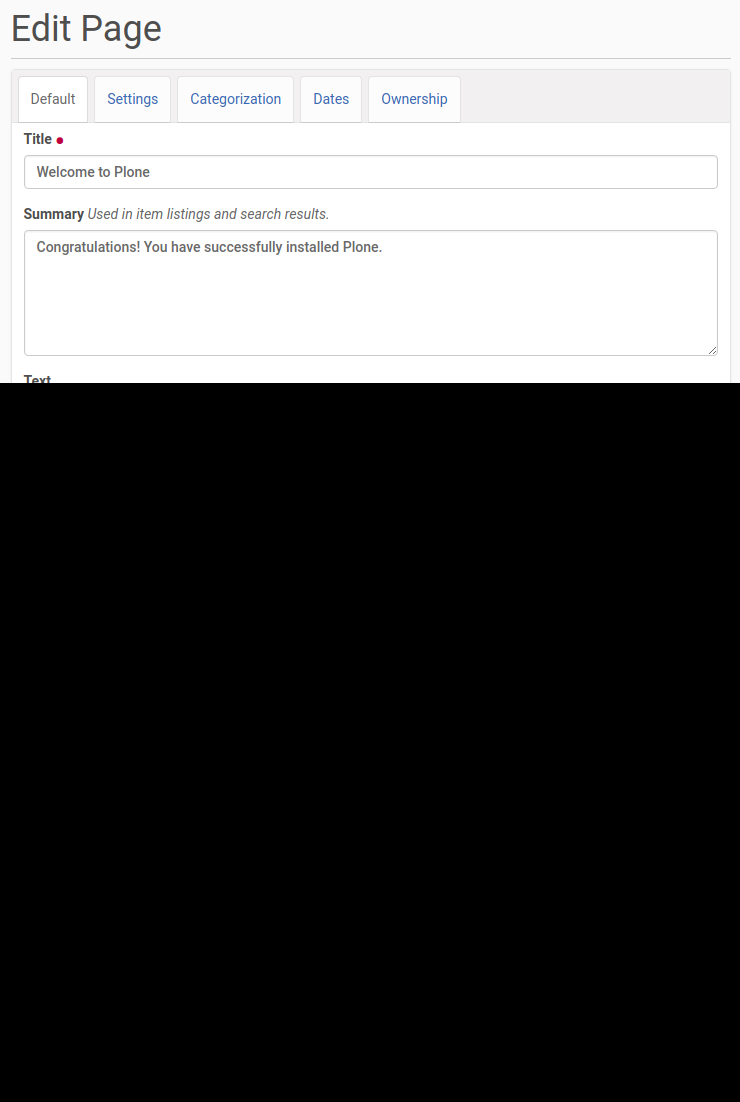 Edit Page
Default Settings Categorization Dates Ownership
Title
Welcome to Plone
Summary Used in item listings and search results.
Congratulations! You have successfully installed Plone.
Text